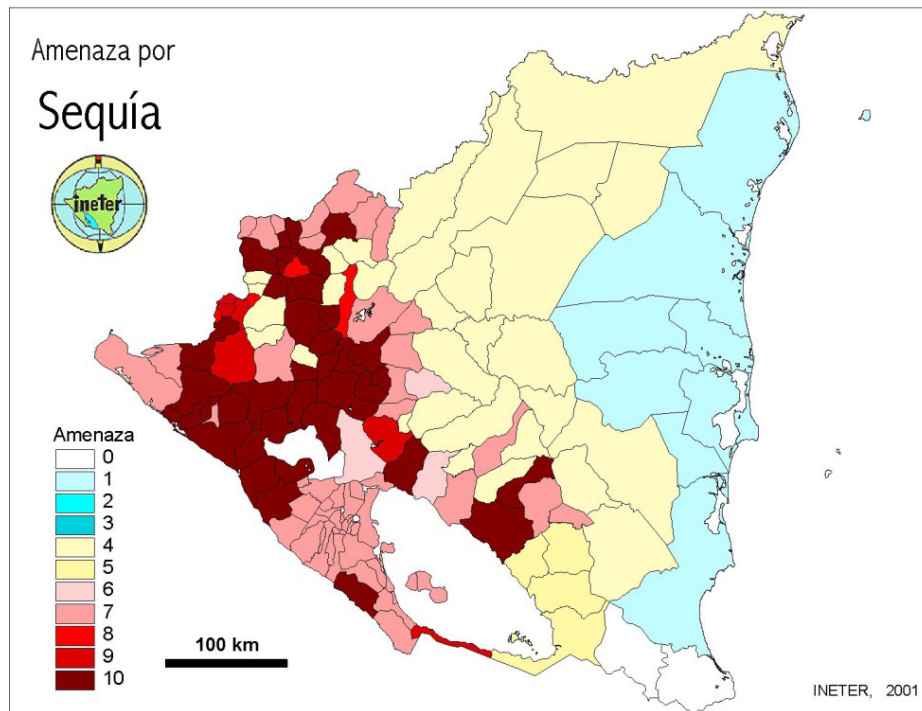 Amenaza por
Sequía
ineter
Amenaza
0
1
2
3
4
5
6
7
8
9
10
100 km
INETER, 2001